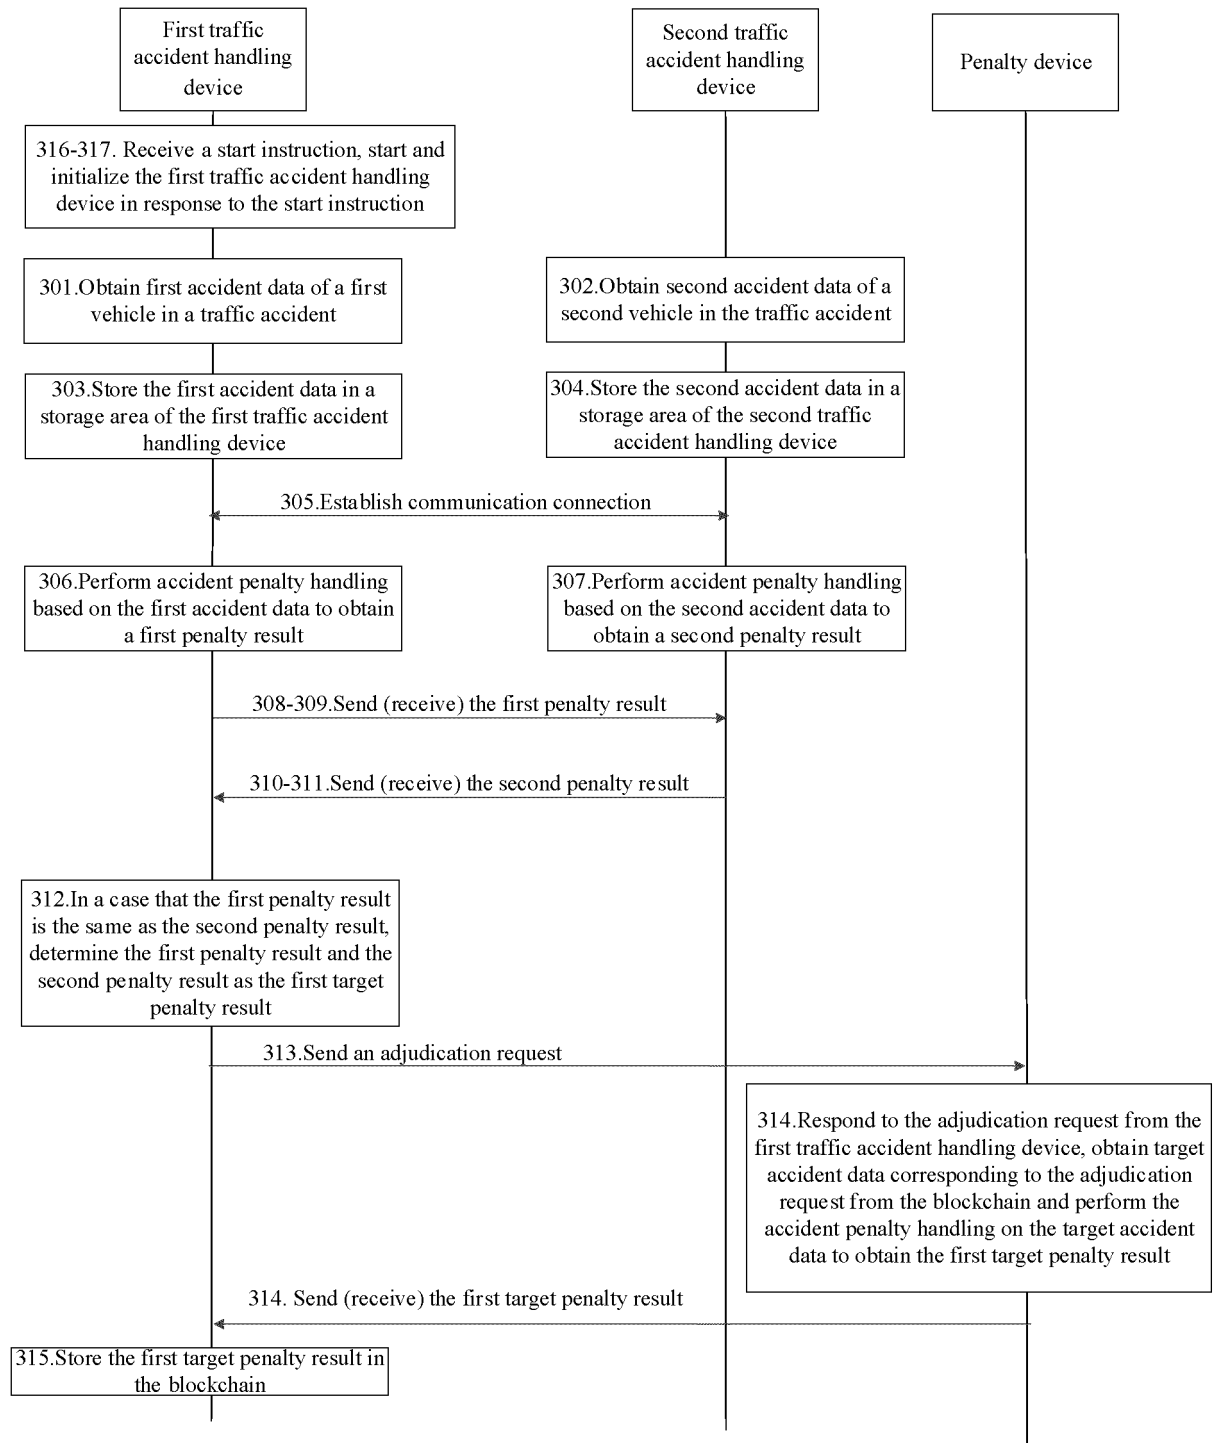 First traffic
accident handling
device
Second traffic
accident handling
device
Penalty device
316-317. Receive a start instruction, start and
initialize the first traffic accident handling
device in response to the start instruction
301.Obtain first accident data of a first
vehicle in a traffic accident
302.Obtain second accident data of a
second vehicle in the traffic accident
303.Store the first accident data in a
storage area of the first traffic accident
handling device
304.Store the second accident data in a
storage area of the second traffic
accident handling device
305.Establish communication connection
306.Perform accident penalty handling
based on the first accident data to obtain
a first penalty result
307.Perform accident penalty handling
based on the second accident data to
obtain a second penalty result
308-309.Send (receive) the first penalty result
310-311.Send (receive) the second penalty result
312.In a case that the first penalty result
is the same as the second penalty result,
determine the first penalty result and the
second penalty result as the first target
penalty result
313.Send an adjudication request
314.Respond to the adjudication request from the
first traffic accident handling device, obtain target
accident data corresponding to the adjudication
request from the blockchain and perform the
accident penalty handling on the target accident
data to obtain the first target penalty result
314. Send (receive) the first target penalty result
315.Store the first target penalty result in
the blockchain